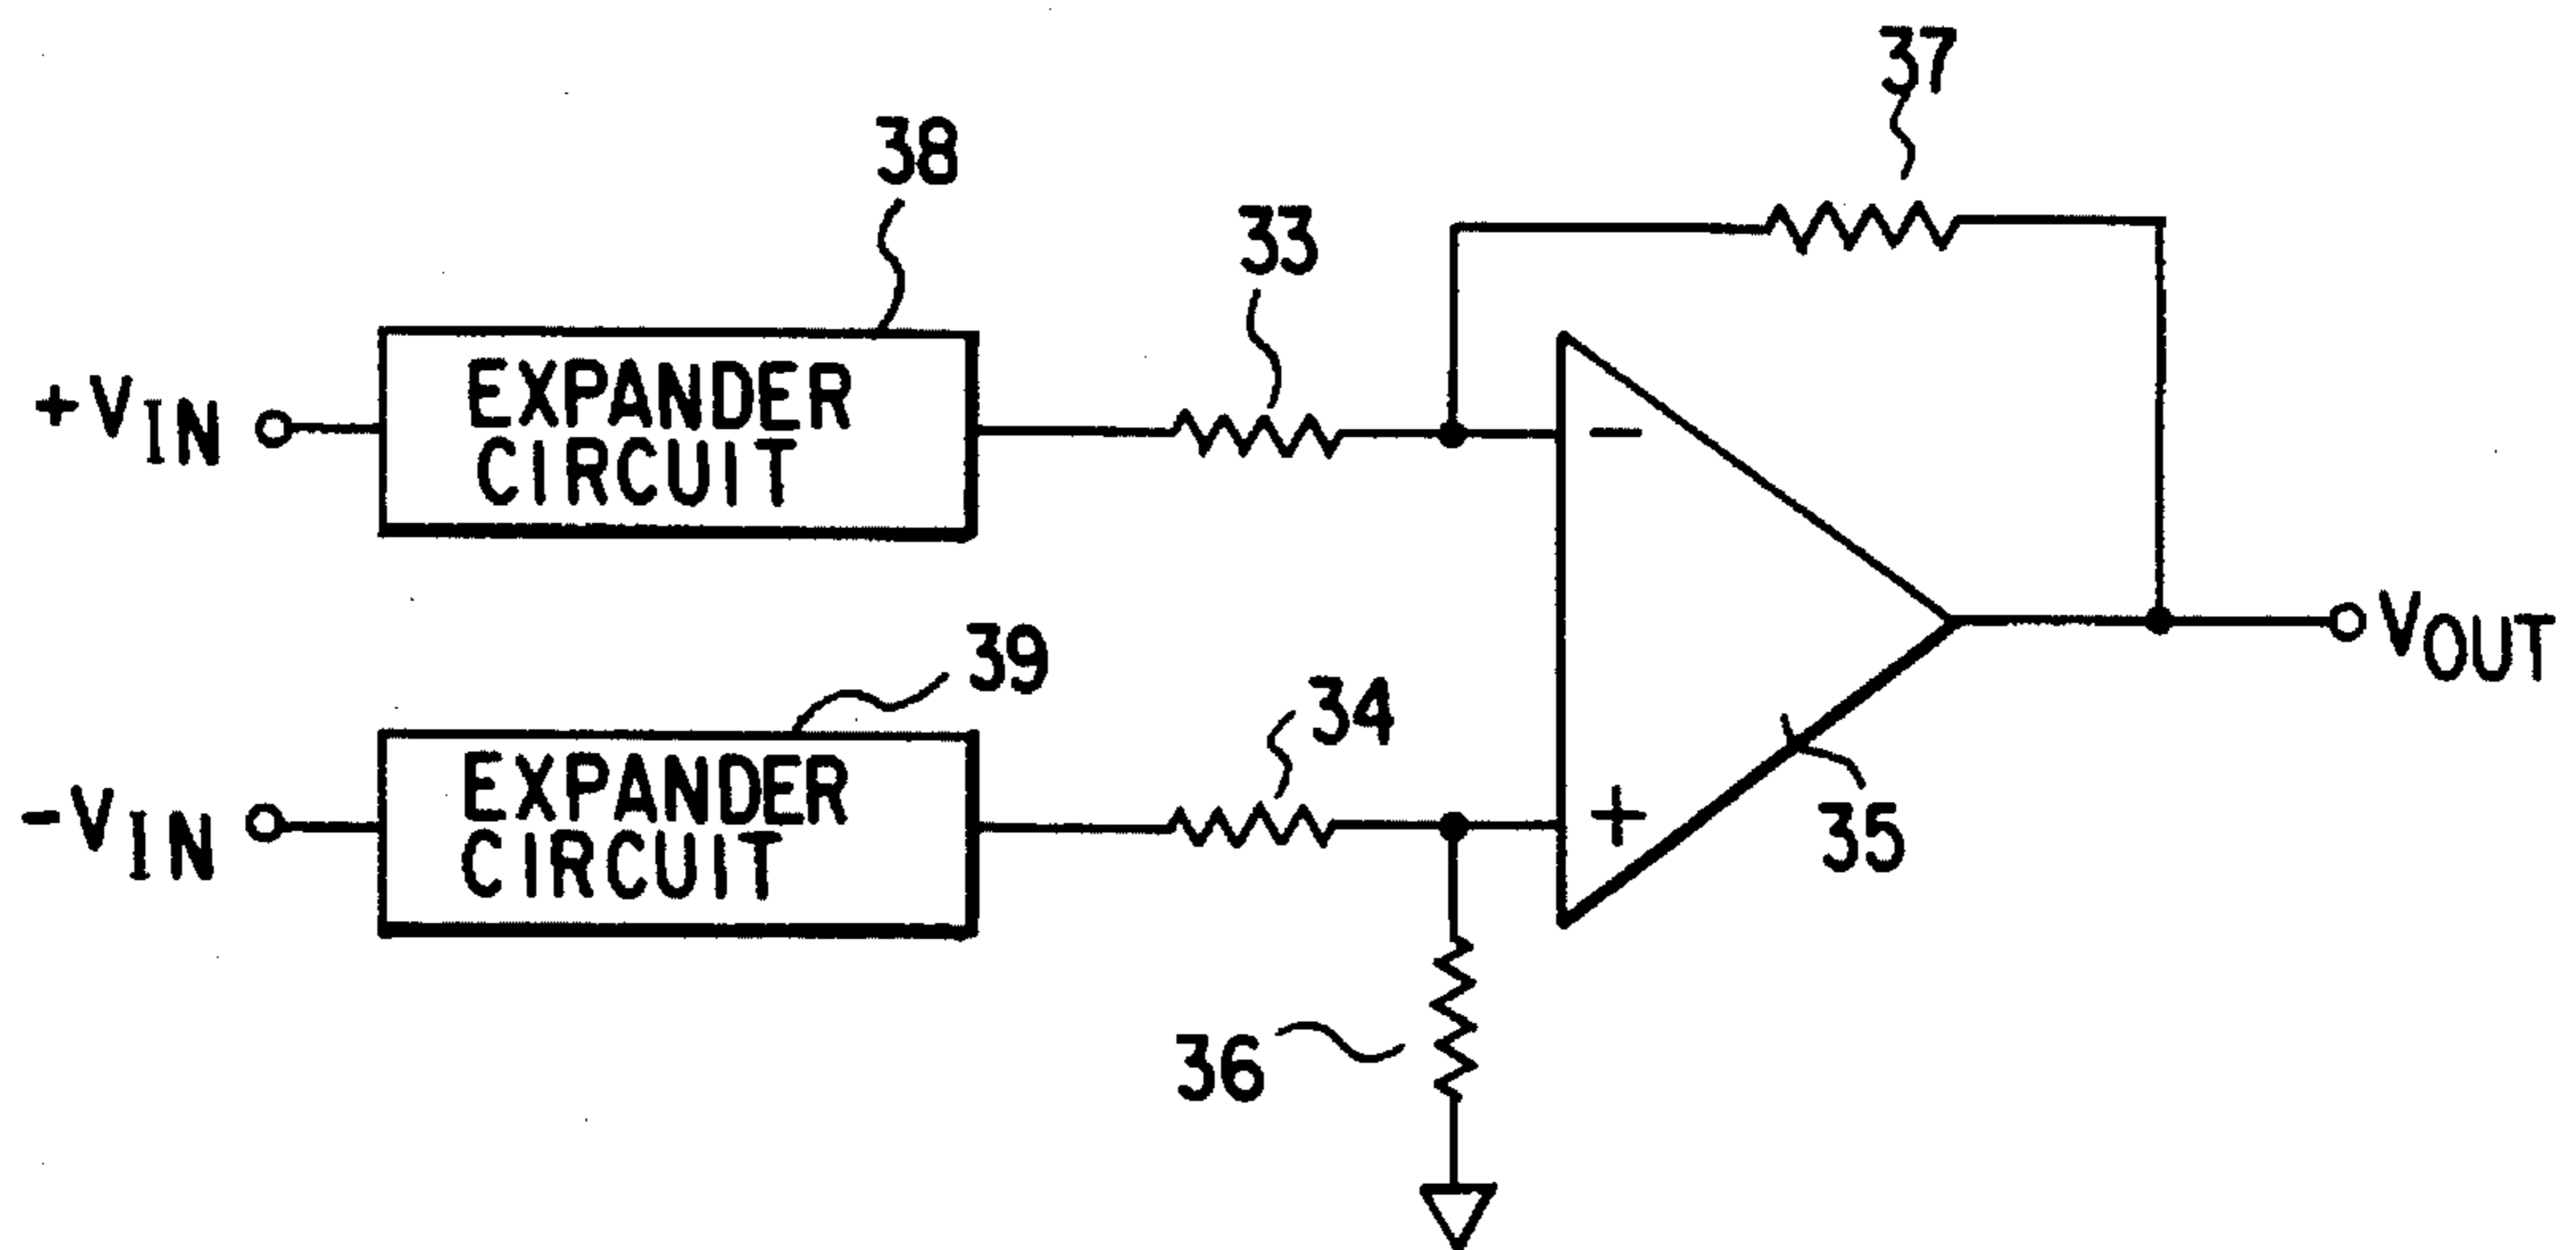 37
38
33
+VIN
EXPANDER
CIRCUIT
-
VOUT
39
34
-VIN
EXPANDER
CIRCUIT
+
35
36